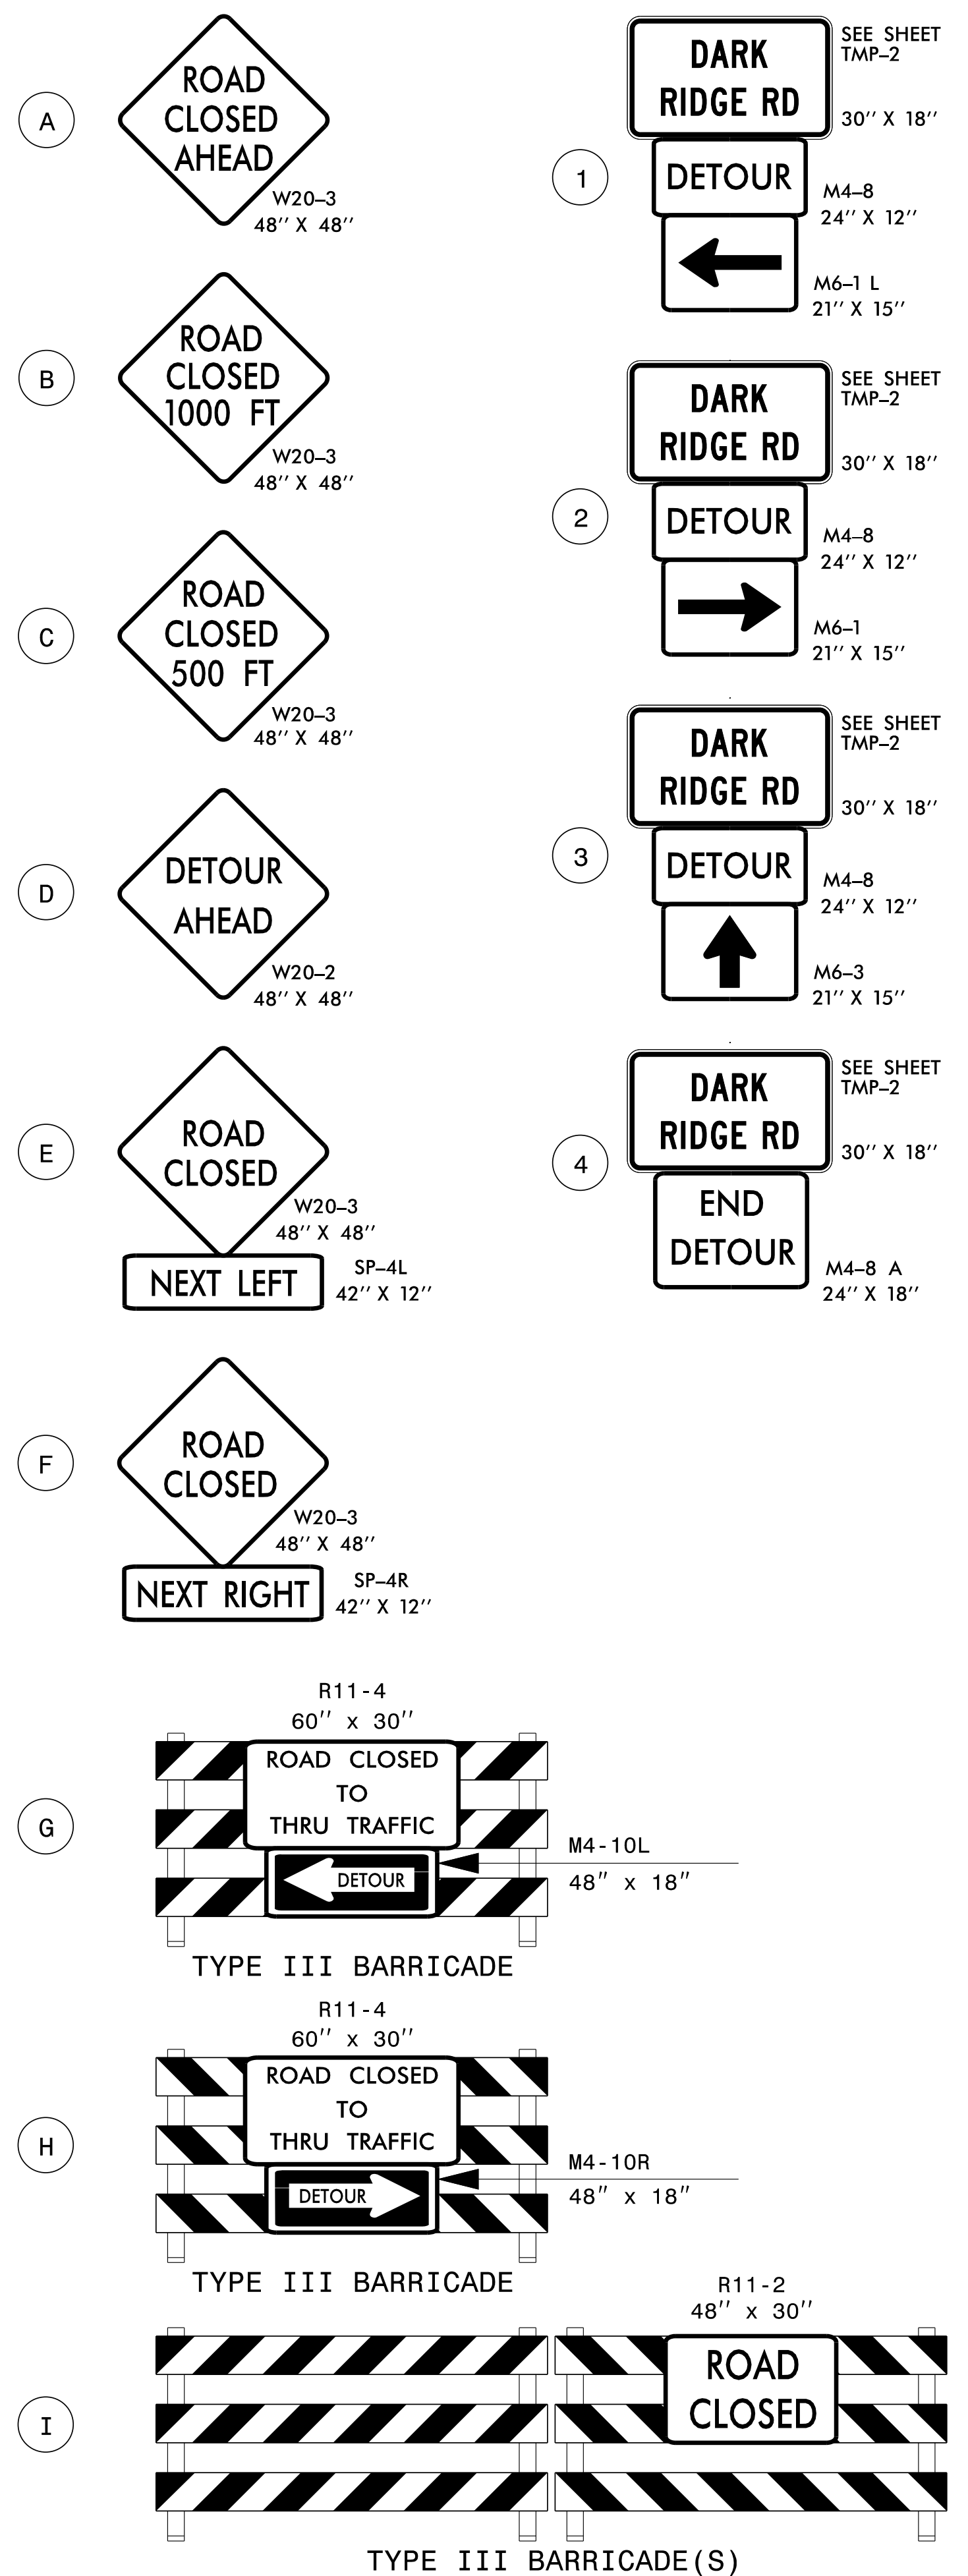 A
ROAD
CLOSED
AHEAD
W20–3
48'' X 48''
B
ROAD
CLOSED
1000 FT
W20–3
48'' X 48''
C
ROAD
CLOSED
500 FT
W20–3
48'' X 48''
D
DETOUR
AHEAD
W20–2
48'' X 48''
E
ROAD
CLOSED
W20–3
48'' X 48''
NEXT LEFT
SP–4L
42'' X 12''
F
ROAD
CLOSED
W20–3
48'' X 48''
NEXT RIGHT
SP–4R
42'' X 12''
1
DARK
RIDGE RD
SEE SHEET
TMP–2
30'' X 18''
DETOUR
M4–8
24'' X 12''
M6–1 L
21'' X 15''
2
DARK
RIDGE RD
SEE SHEET
TMP–2
30'' X 18''
DETOUR
M4–8
24'' X 12''
M6–1
21'' X 15''
3
DARK
RIDGE RD
SEE SHEET
TMP–2
30'' X 18''
DETOUR
M4–8
24'' X 12''
M6–3
21'' X 15''
4
DARK
RIDGE RD
SEE SHEET
TMP–2
30'' X 18''
END
DETOUR
M4–8 A
24'' X 18''
G
R11-4
60'' x 30''
ROAD CLOSED
TO
THRU TRAFFIC
DETOUR
M4-10L
48" x 18"
TYPE III BARRICADE
H
R11-4
60'' x 30''
ROAD CLOSED
TO
THRU TRAFFIC
DETOUR
M4-10R
48" x 18"
TYPE III BARRICADE
I
R11-2
48'' x 30''
ROAD
CLOSED
TYPE III BARRICADE(S)